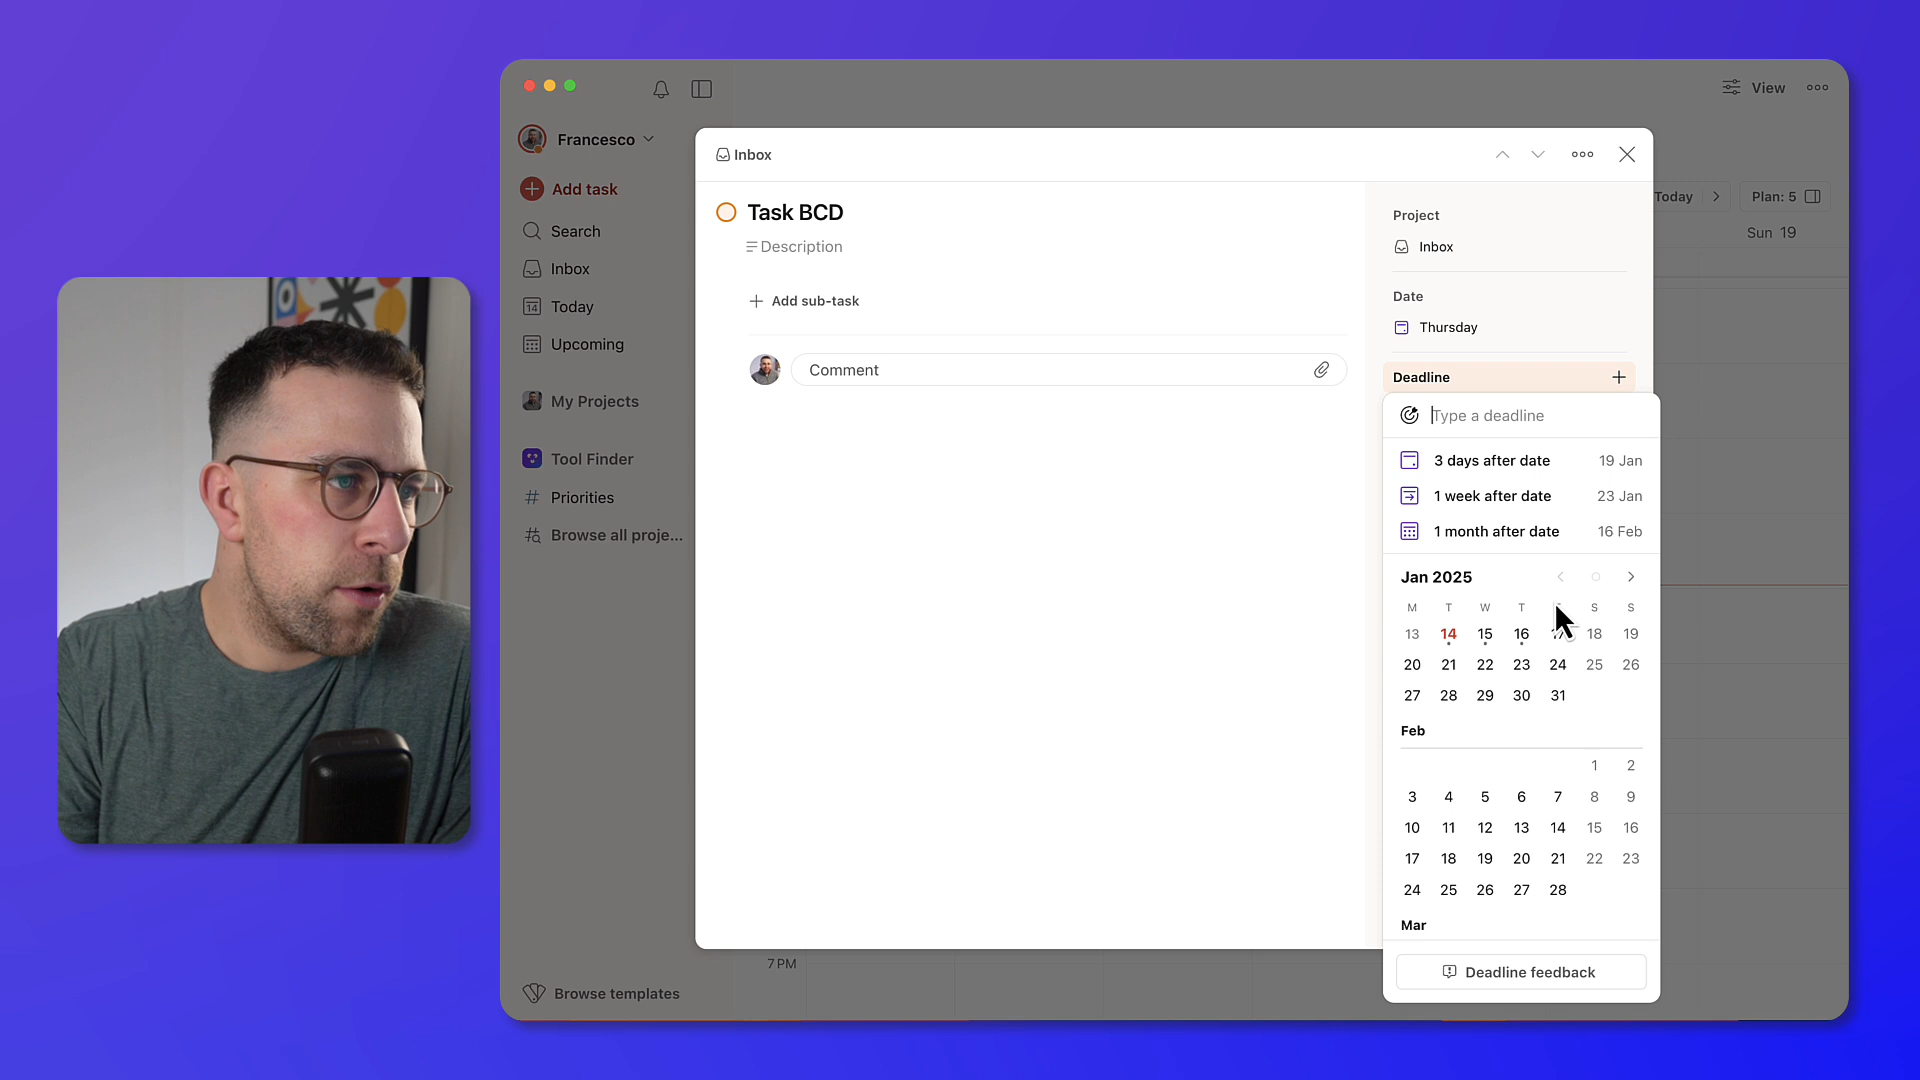 View
Francesco
Add task
Search
Inbox
14
Today
Upcoming
My Projects
Tool Finder
Priorities
Browse all proje...
Browse templates
Today
Plan: 5
Sun 19
7 PM
Inbox
Task BCD
Description
Add sub-task
Comment
Project
Inbox
Date
Thursday
Deadline
Type a deadline
3 days after date 19 Jan
1 week after date 23 Jan
1 month after date 16 Feb
Jan 2025
M T W T S S
13 14 15 16 17 18 19
20 21 22 23 24 25 26
27 28 29 30 31
Feb
1 2
3 4 5 6 7 8 9
10 11 12 13 14 15 16
17 18 19 20 21 22 23
24 25 26 27 28
Mar
Deadline feedback